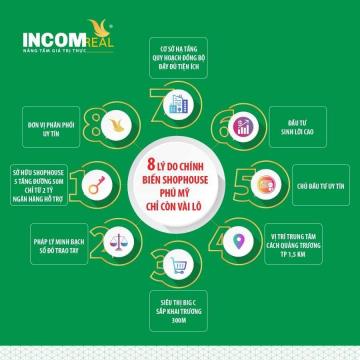 INCOMREAL
NÂNG TẦM GIÁ TRỊ THỰC
CƠ SỞ HẠ TẦNG
QUY HOẠCH ĐỒNG BỘ
ĐẦY ĐỦ TIỆN ÍCH
7
ĐƠN VỊ PHÂN PHỐI
UY TÍN
8
6
ĐẦU TƯ
SINH LỜI CAO
SỞ HỮU SHOPHOUSE
5 TẦNG ĐƯỜNG 50M
CHỈ TỪ 2 TỶ
NGÂN HÀNG HỖ TRỢ
1
8 LÝ DO CHÍNH
BIẾN SHOPHOUSE
PHÚ MỸ
CHỈ CÒN VÀI LÔ
5
CHỦ ĐẦU TƯ UY TÍN
PHÁP LÝ MINH BẠCH
SỔ ĐỎ TRAO TAY
2
4
VỊ TRÍ TRUNG TÂM
CÁCH QUẢNG TRƯỜNG
TP 1,5 KM
3
SIÊU THỊ BIG C
SẮP KHAI TRƯƠNG
300M